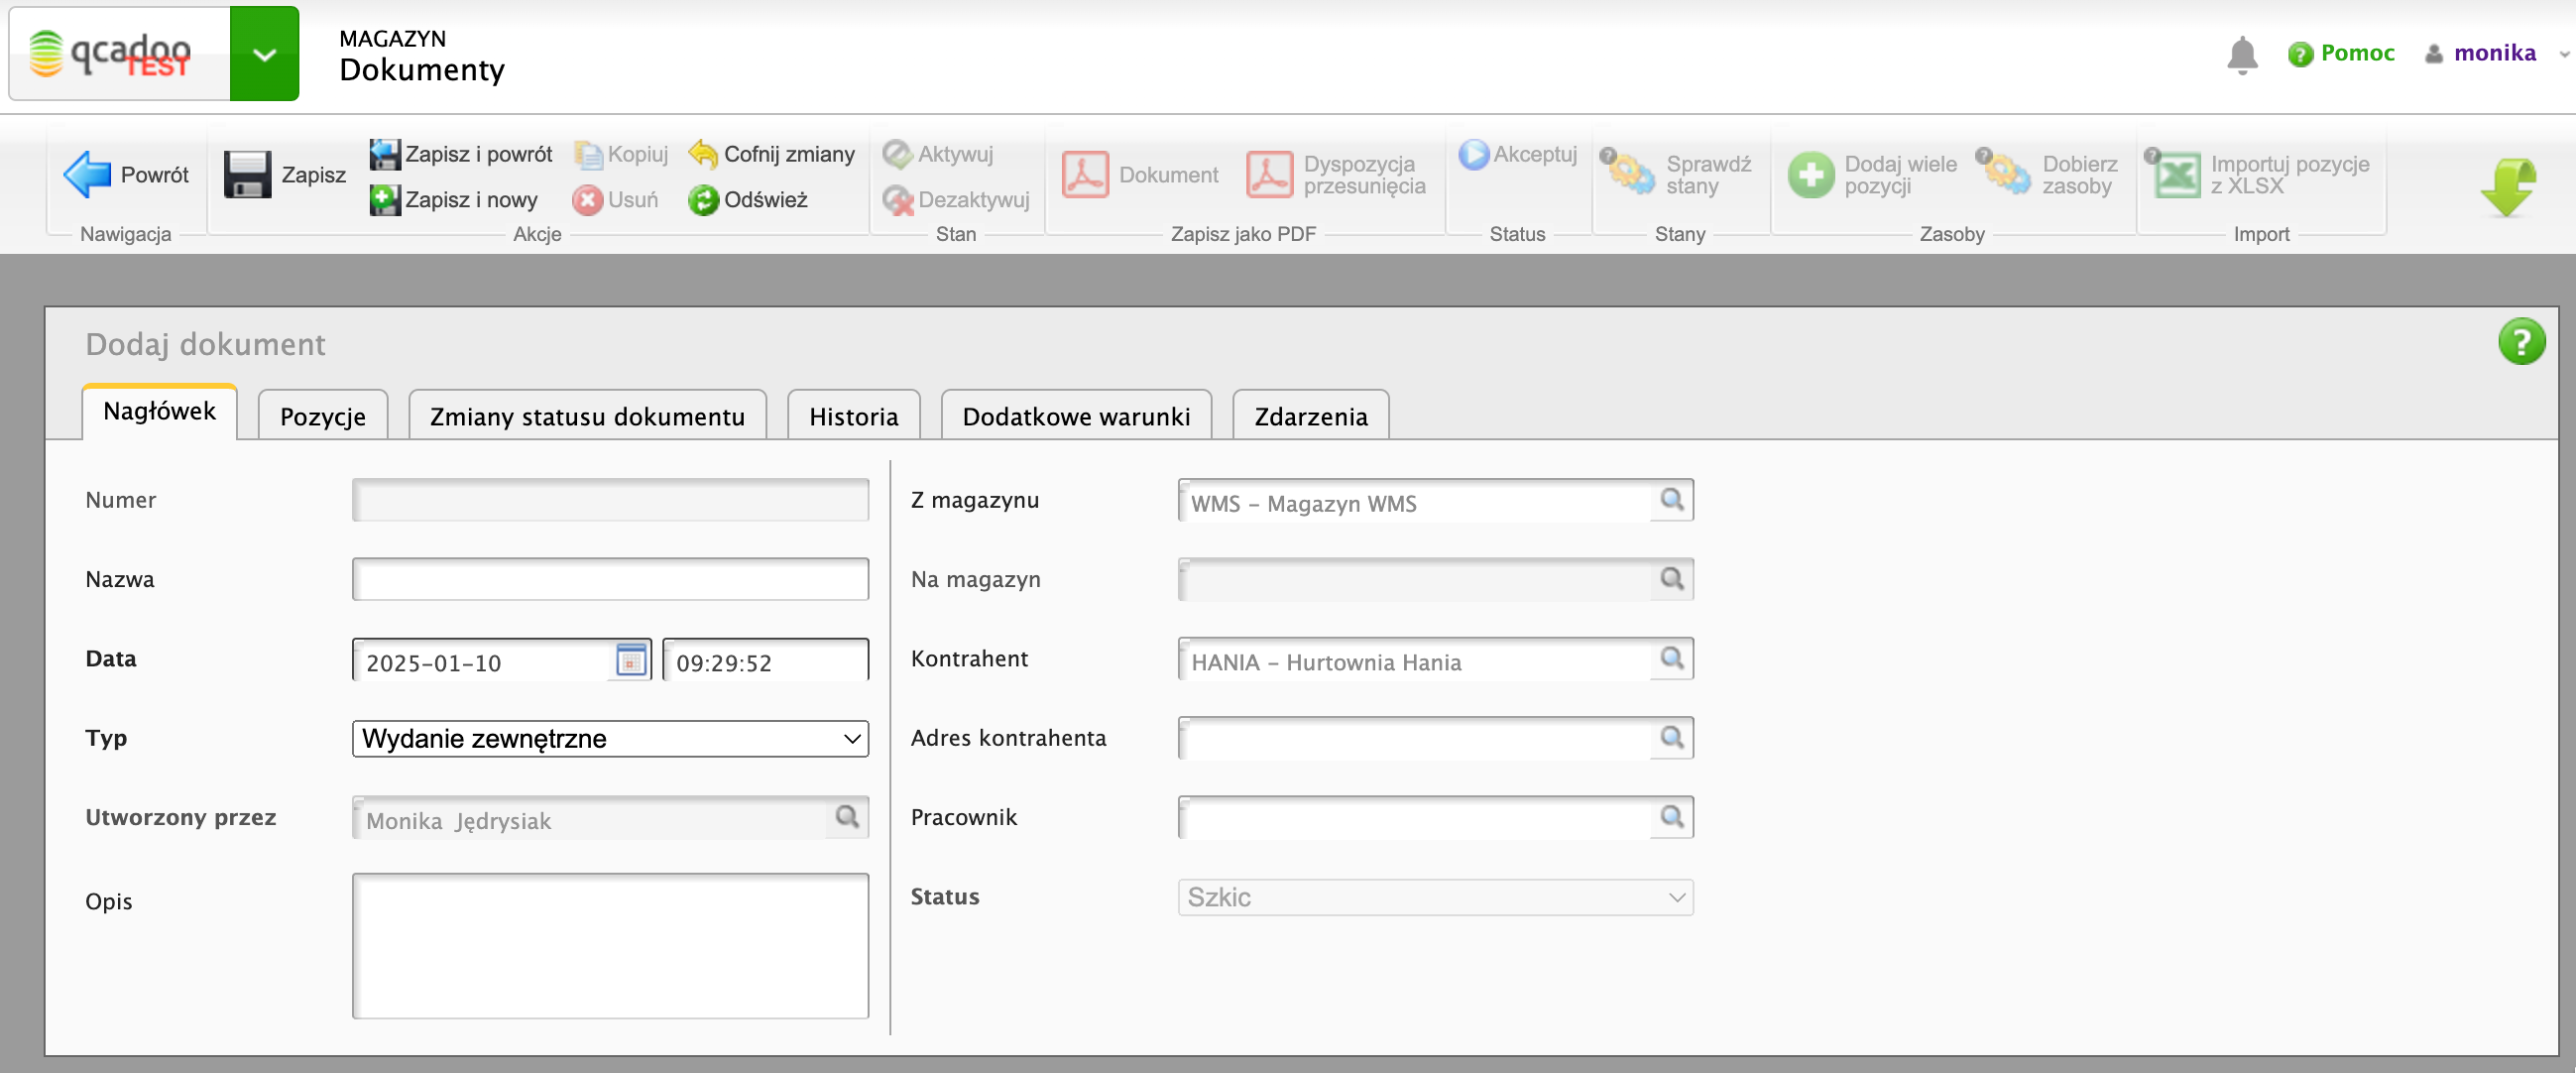 qcadoo
TEST
MAGAZYN
Dokumenty
? Pomoc
monika
Powrót
Nawigacja
Zapisz
Zapisz i powrót
Kopiuj
Cofnij zmiany
Zapisz i nowy
Usuń
Odśwież
Akcje
Aktywuj
Dezaktywuj
Stan
Dokument
Dyspozycja
przesunięcia
Zapisz jako PDF
Akceptuj
Status
Sprawdź
stany
Stany
Dodaj wiele
pozycji
Dobierz
zasoby
Zasoby
Importuj pozycje
z XLSX
Import
Dodaj dokument
?
Nagłówek
Pozycje
Zmiany statusu dokumentu
Historia
Dodatkowe warunki
Zdarzenia
Numer
Nazwa
Data 2025-01-10 09:29:52
Typ Wydanie zewnętrzne
Utworzony przez Monika Jędrysiak
Opis
Z magazynu WMS - Magazyn WMS
Na magazyn
Kontrahent HANIA - Hurtownia Hania
Adres kontrahenta
Pracownik
Status Szkic